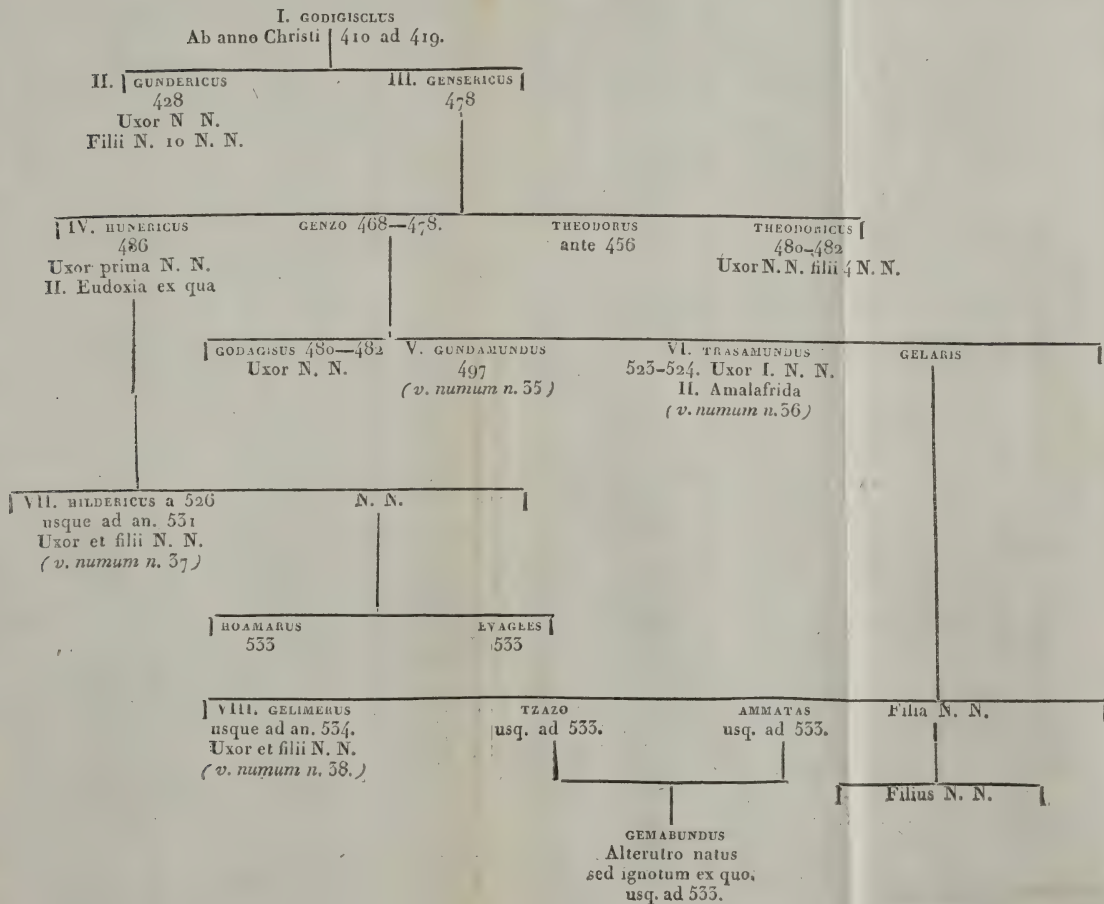 I. GODIGISCLUS
Ab anno Christi 410 ad 419.
II. GUNDERICUS
428
Uxor N N.
Filii N. 10 N. N.
III. GENSERICUS
478
IV. HUNERICUS
486
Uxor prima N. N.
II. Eudoxia ex qua
GENZO 468—478.
THEODORUS
ante 456
THEODORICUS
480-482
Uxor N. N. filii 4 N. N.
GODAGISUS 480—482
Uxor N. N.
V. GUNDAMUNDUS
497
(v. numum n. 35)
VI. TRASAMUNDUS
523-524. Uxor I. N. N.
II. Amalafrida
(v. numum n. 36)
GELARIS
VII. HILDERICUS a 526
usque ad an. 531
Uxor et filii N. N.
(v. numum n. 37)
N. N.
HOAMARUS
533
EVAGEES
533
VIII. GELIMERUS
usque ad an. 534.
Uxor et filii N. N.
(v. numum n. 38.)
TZAZO
usq. ad 533.
AMMATAS
usq. ad 533.
Filia N. N.
Filius N. N.
GEMABUNDUS
Alterutro natus
sed ignotum ex quo.
usq. ad 533.